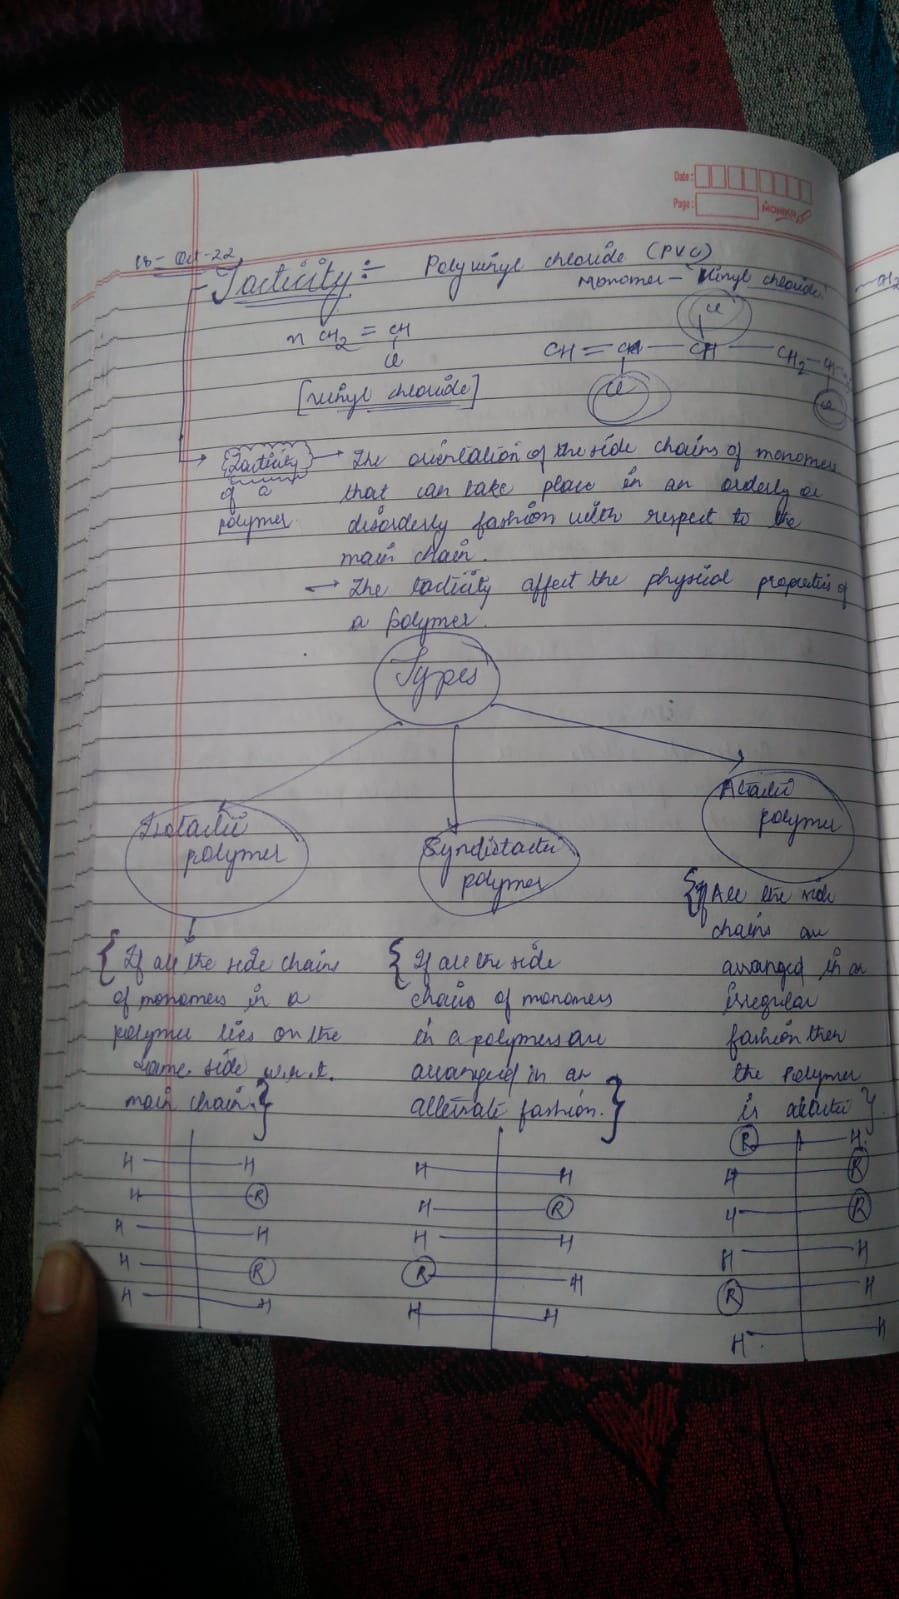 Date:
Page: MONIKA
18-Oct-22
Tacticity:- Polyvinyl chloride (PVC)
Monomer - Vinyl chloride
n CH2 = CH
Cl
[Vinyl chloride]
Cl
CH = CH — CH — CH2 — CH
Cl
Cl
Tacticity of a polymer → The orientation of the side chains of monomers
that can take place in an orderly or
disorderly fashion with respect to the
main chain.
→ The tacticity affect the physical properties of
a polymer.
Types
Isotactic
polymer
Syndiotactic
polymer
Atactic
polymer
{If all the side chains
of monomers in a
polymer lies on the
same side w.r.t.
main chain.}
{If all the side
chains of monomers
in a polymers are
arranged in an
alternate fashion.}
{If All the side
chains are
arranged in an
irregular
fashion then
the polymer
is atactic}
H — H
H — R
H — H
H — R
H — H
H — H
H — R
H — H
R — H
H — H
R — H
H — R
H — R
H — H
R — H
H — H